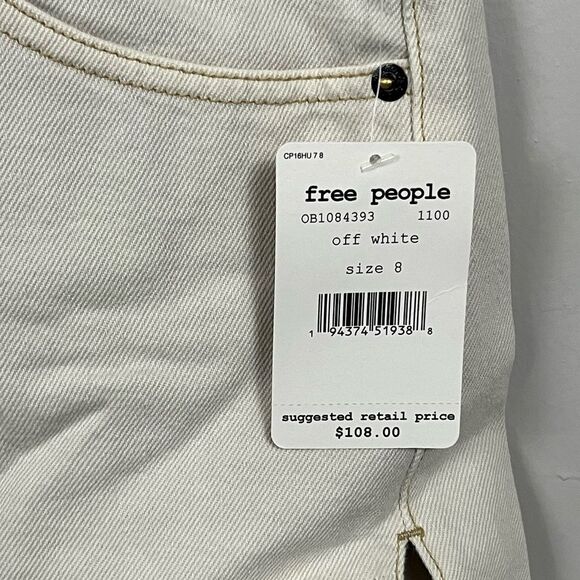 CP16HU 7 8
free people
OB1084393 1100
off white
size 8
1 94374 51938 8
suggested retail price
$108.00